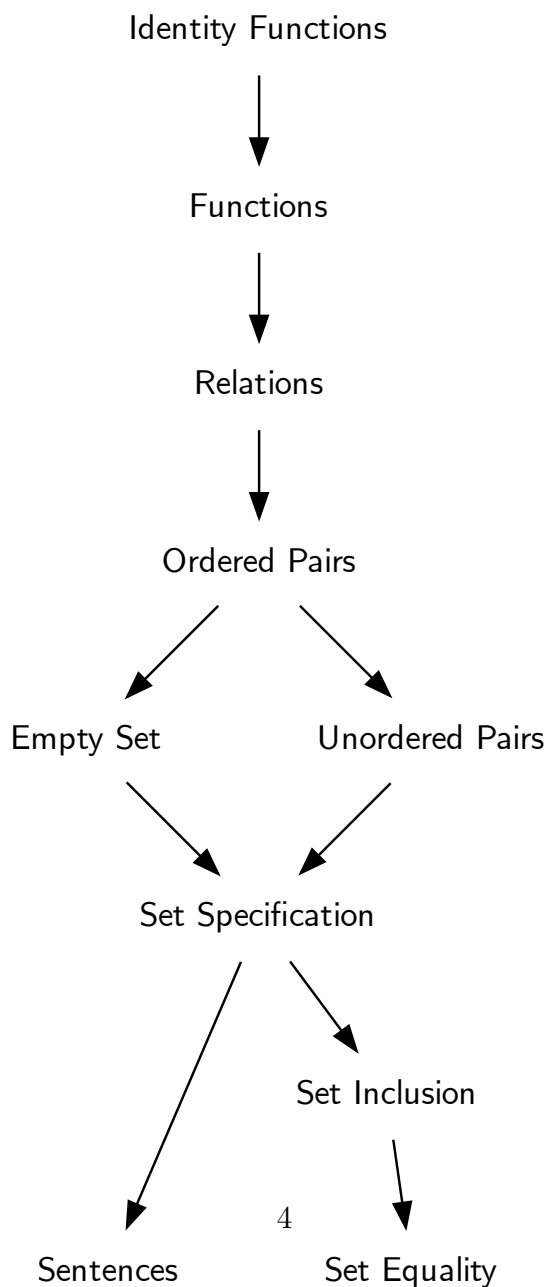 Identity Functions
Functions
Relations
Ordered Pairs
Empty Set
Unordered Pairs
Set Specification
Set Inclusion
4
Sentences
Set Equality